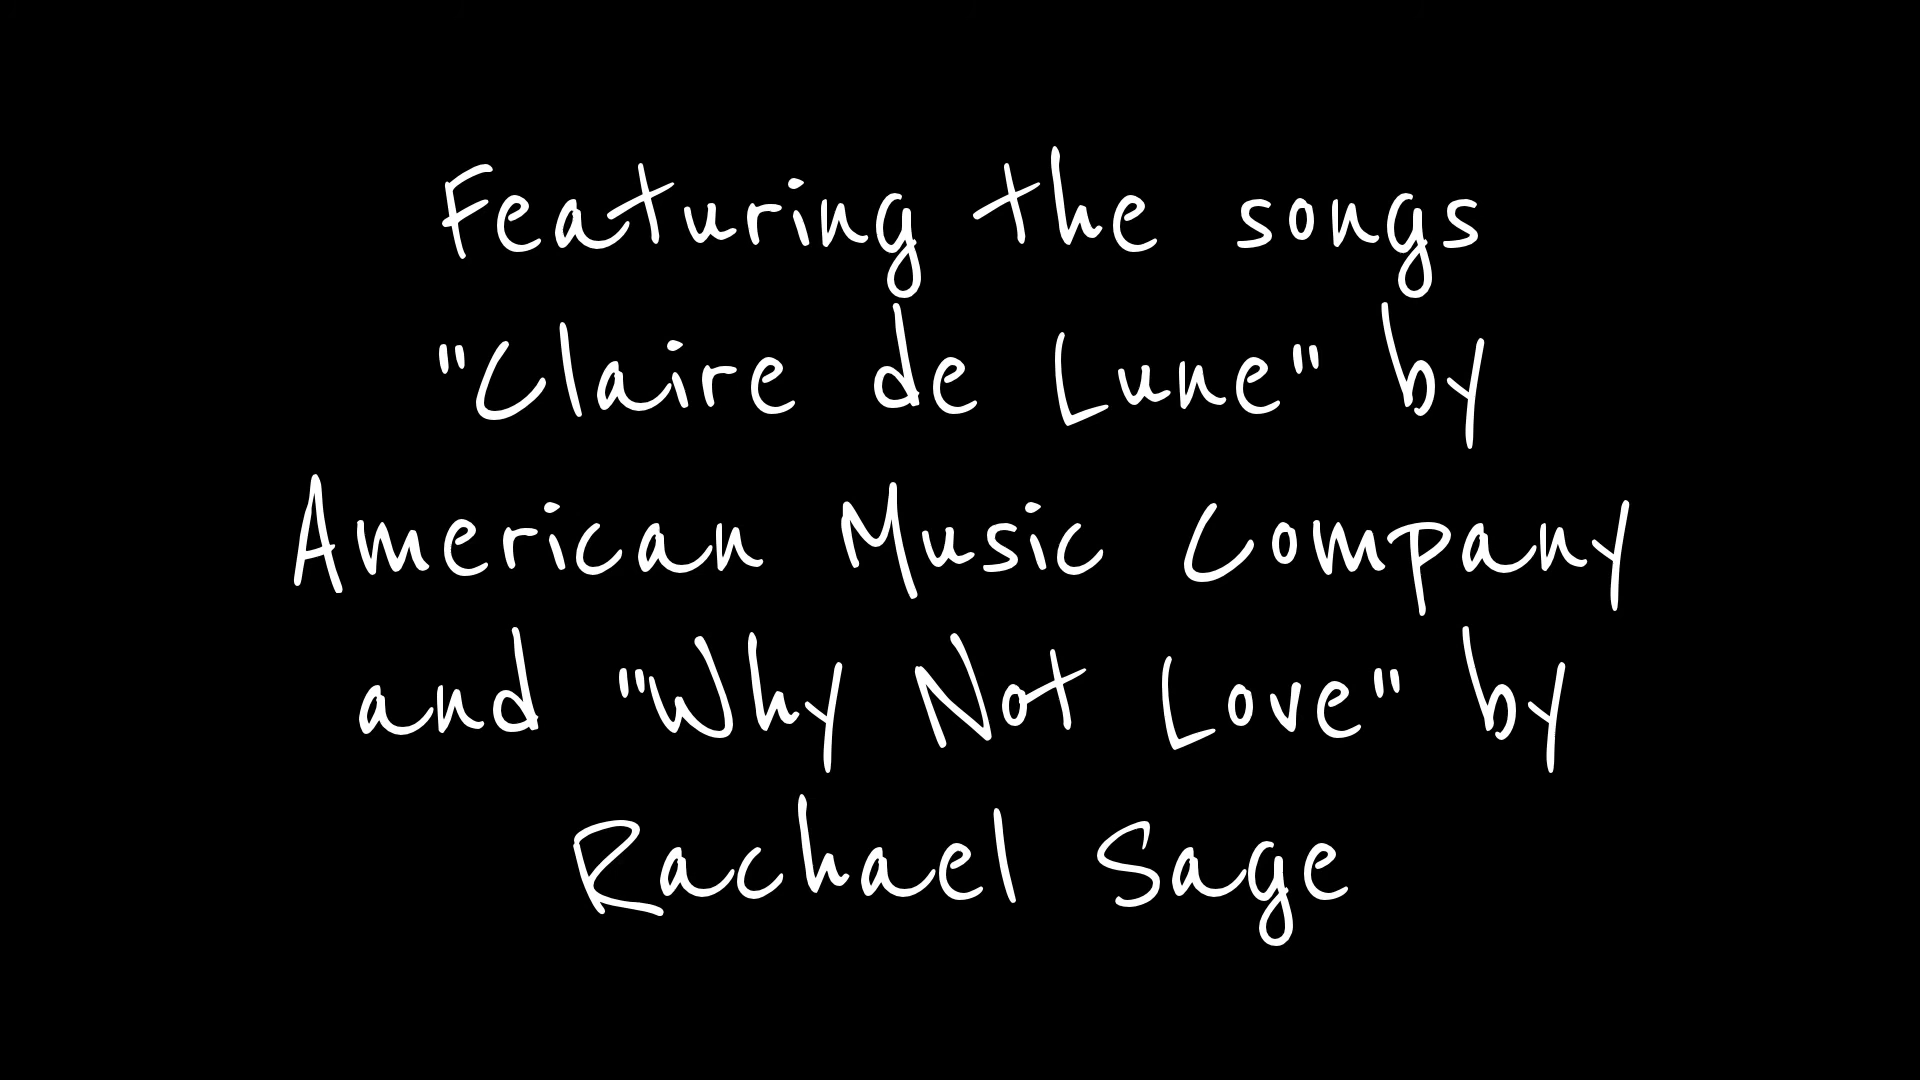 Featuring the songs
"Claire de Lune" by
American Music Company
and "Why Not Love" by
Rachael Sage